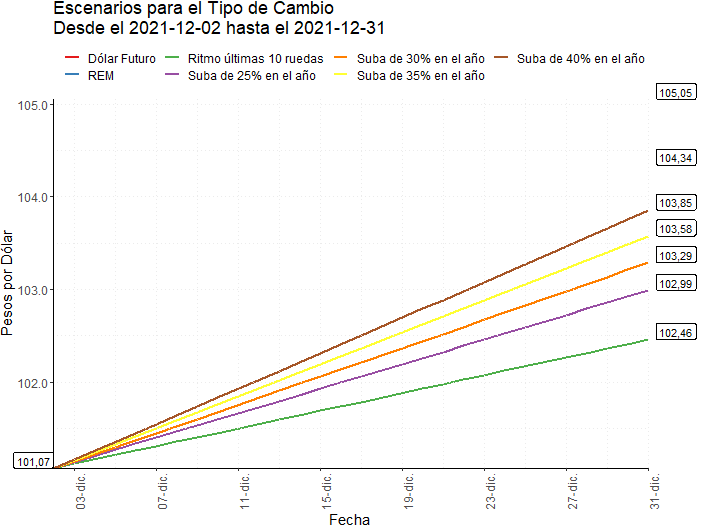 Escenarios para el Tipo de Cambio
Desde el 2021-12-02 hasta el 2021-12-31
Dólar Futuro Ritmo últimas 10 ruedas Suba de 30% en el año Suba de 40% en el año
REM Suba de 25% en el año Suba de 35% en el año
105,05
105.0
104,34
104.0
103,85
103,58
103,29
103.0
102,99
102,46
102.0
101,07
Pesos por Dólar
03-dic. 07-dic. 11-dic. 15-dic. 19-dic. 23-dic. 27-dic. 31-dic.
Fecha